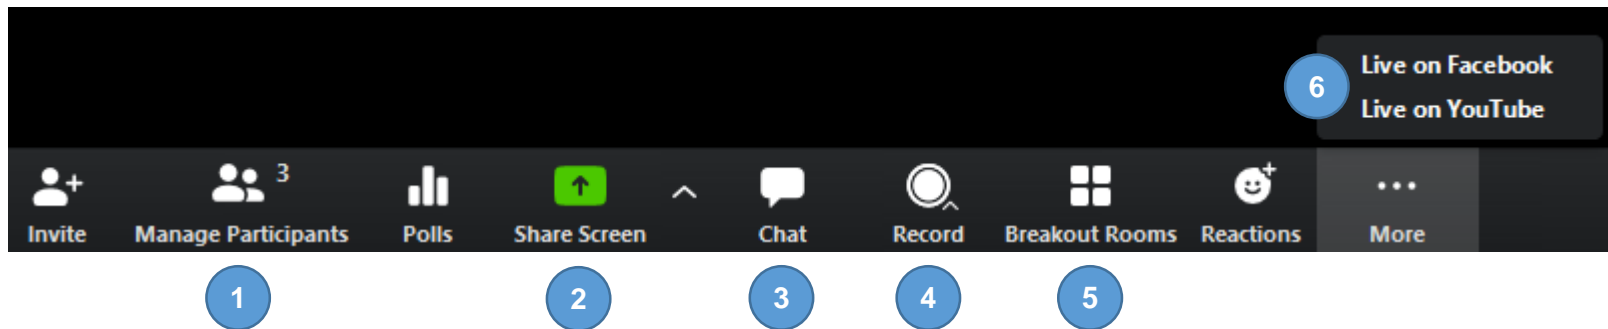 Live on Facebook
6
Live on YouTube
3
Invite Manage Participants Polls Share Screen Chat Record Breakout Rooms Reactions More
1 2 3 4 5